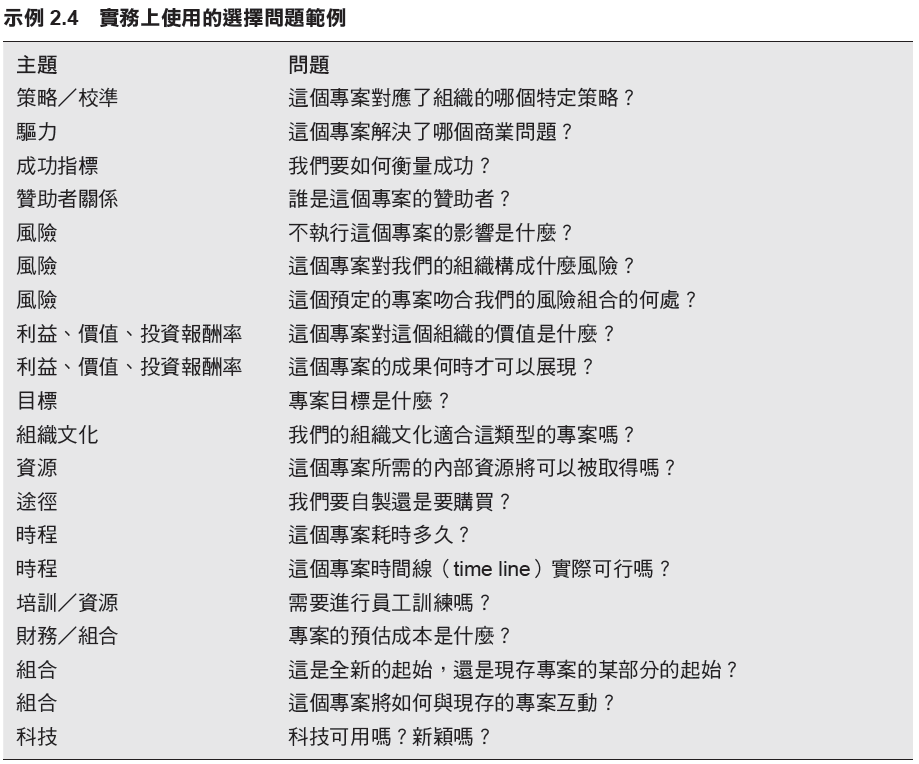 示例 2.4　實務上使用的選擇問題範例
主題　問題
策略／校準　這個專案對應了組織的哪個特定策略？
驅力　這個專案解決了哪個商業問題？
成功指標　我們要如何衡量成功？
贊助者關係　誰是這個專案的贊助者？
風險　不執行這個專案的影響是什麼？
風險　這個專案對我們的組織構成什麼風險？
風險　這個預定的專案吻合我們的風險組合的何處？
利益、價值、投資報酬率　這個專案對這個組織的價值是什麼？
利益、價值、投資報酬率　這個專案的成果何時才可以展現？
目標　專案目標是什麼？
組織文化　我們的組織文化適合這類型的專案嗎？
資源　這個專案所需的內部資源將可以被取得嗎？
途徑　我們要自製還是要購買？
時程　這個專案耗時多久？
時程　這個專案時間線（time line）實際可行嗎？
培訓／資源　需要進行員工訓練嗎？
財務／組合　專案的預估成本是什麼？
組合　這是全新的起始，還是現存專案的某部分的起始？
組合　這個專案將如何與現存的專案互動？
科技　科技可用嗎？新穎嗎？